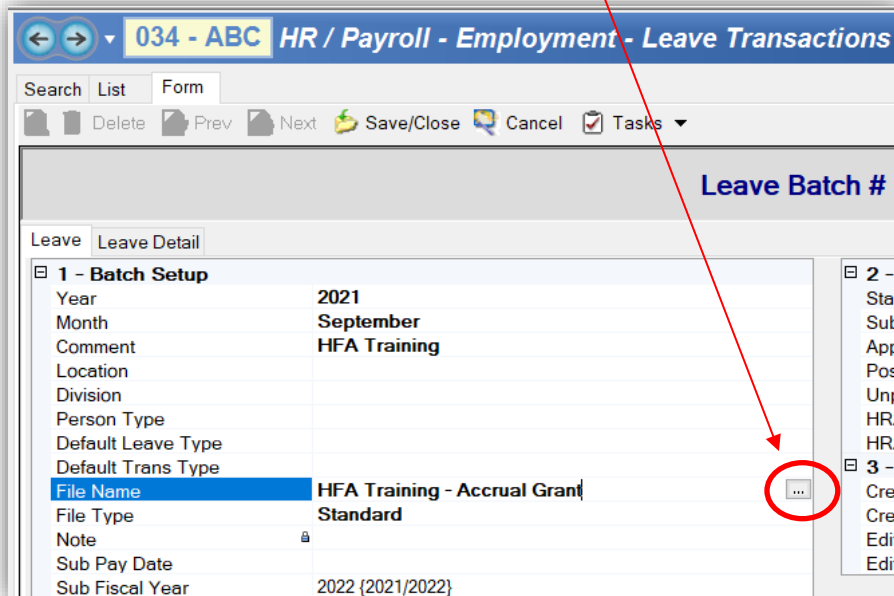 034 - ABC HR / Payroll - Employment - Leave Transactions
Search List Form
Delete Prev Next Save/Close Cancel Tasks
Leave Batch #
Leave Leave Detail
1 - Batch Setup
Year 2021
Month September
Comment HFA Training
Location
Division
Person Type
Default Leave Type
Default Trans Type
File Name HFA Training - Accrual Grant ...
File Type Standard
Note
Sub Pay Date
Sub Fiscal Year 2022 {2021/2022}
2 -
Sta
Sub
App
Pos
Unp
HR
HR
3 -
Cre
Cre
Edi
Edi